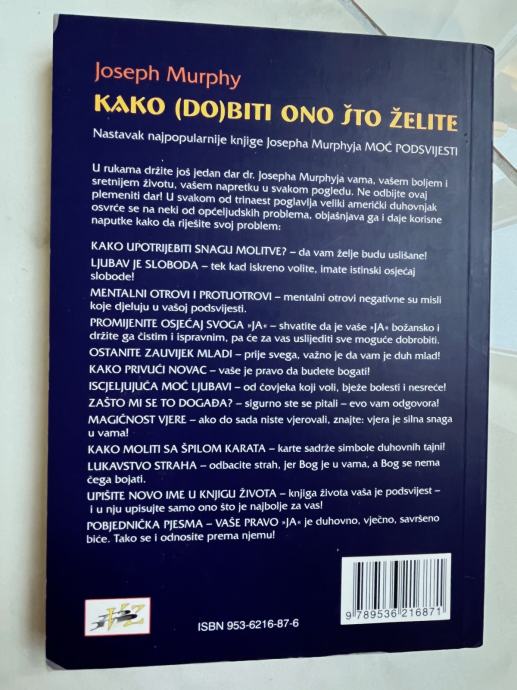 Joseph Murphy
KAKO (DO)BITI ONO ŠTO ŽELITE
Nastavak najpopularnije knjige Josepha Murphyja MOĆ PODSVIJESTI
U rukama držite još jedan dar dr. Josepha Murphyja vama, vašem boljem i
sretnijem životu, vašem napretku u svakom pogledu. Ne odbijte ovaj
plemeniti dar! U svakom od trinaest poglavlja veliki američki duhovnjak
osvrće se na neki od općeljudskih problema, objašnjava ga i daje korisne
naputke kako da riješite svoj problem:
KAKO UPOTRIJEBITI SNAGU MOLITVE? – da vam želje budu uslišane!
LJUBAV JE SLOBODA – tek kad iskreno volite, imate istinski osjećaj
slobode!
MENTALNI OTROVI I PROTUOTROVI – mentalni otrovi negativne su misli
koje djeluju u vašoj podsvijesti.
PROMIJENITE OSJEĆAJ SVOGA »JA« – shvatite da je vaše »JA« božansko i
držite ga čistim i ispravnim, pa će za vas uslijediti sve moguće dobrobiti.
OSTANITE ZAUVIJEK MLADI – prije svega, važno je da vam je duh mlad!
KAKO PRIVUĆI NOVAC – vaše je pravo da budete bogati!
ISCJELJUJUĆA MOĆ LJUBAVI – od čovjeka koji voli, bježe bolesti i nesreće!
ZAŠTO MI SE TO DOGAĐA? – sigurno ste se pitali – evo vam odgovora!
MAGIČNOST VJERE – ako do sada niste vjerovali, znajte: vjera je silna snaga
u vama!
KAKO MOLITI SA ŠPILOM KARATA – karte sadrže simbole duhovnih tajni!
LUKAVSTVO STRAHA – odbacite strah, jer Bog je u vama, a Bog se nema
čega bojati.
UPIŠITE NOVO IME U KNJIGU ŽIVOTA – knjiga života vaša je podsvijest –
i u nju upisujte samo ono što je najbolje za vas!
POBJEDNIČKA PJESMA – VAŠE PRAVO »JA« je duhovno, vječno, savršeno
biće. Tako se i odnosite prema njemu!
VZ
ISBN 953-6216-87-6
9 789536 216871